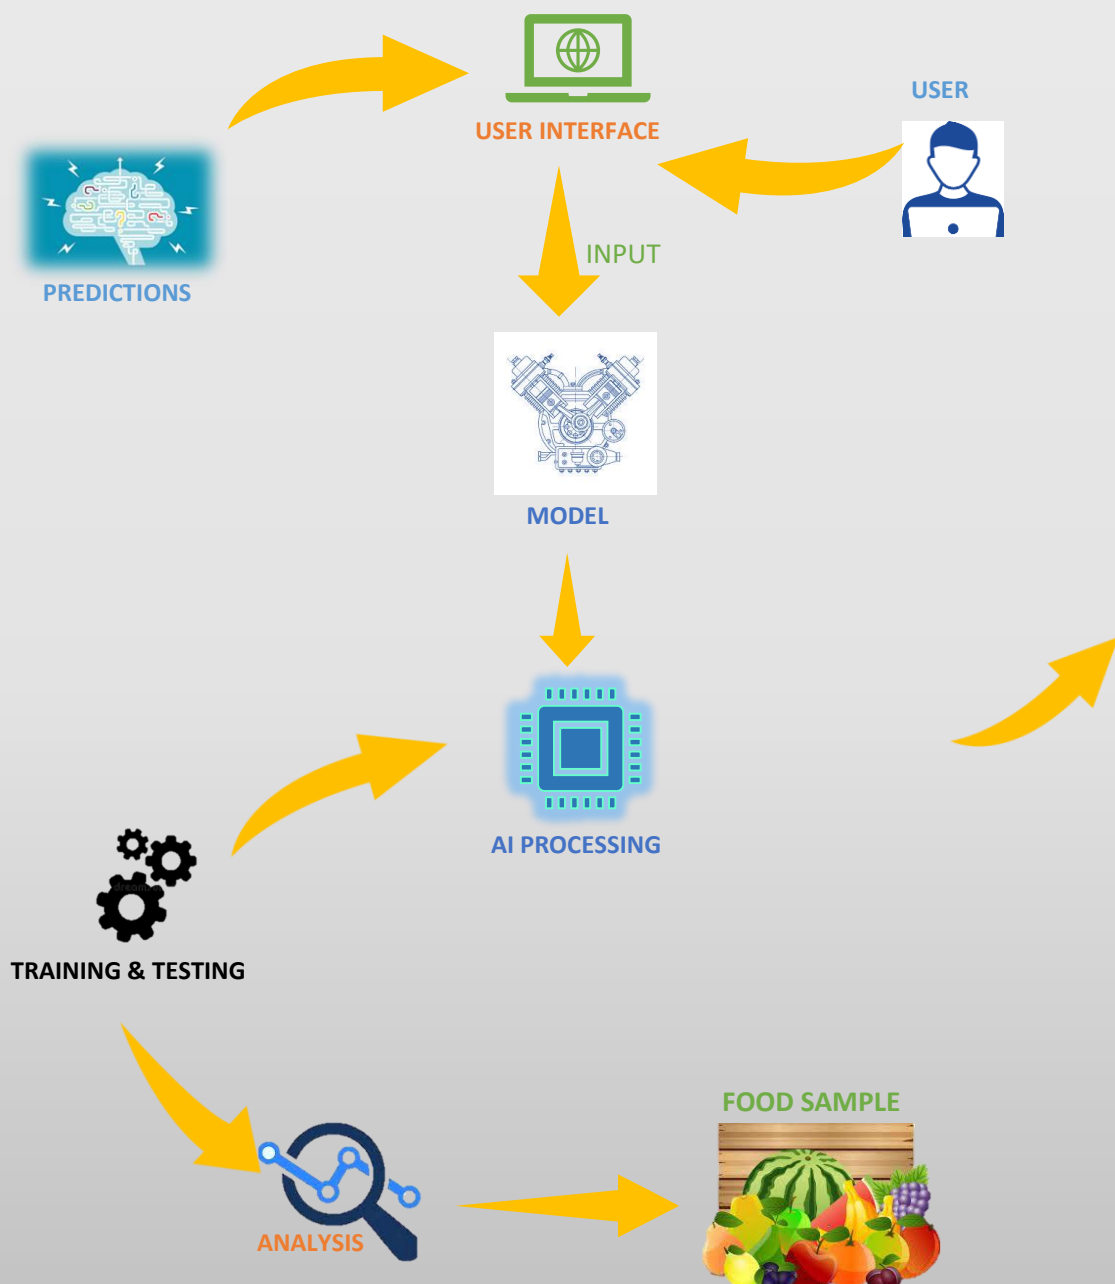 USER
USER INTERFACE
INPUT
PREDICTIONS
MODEL
AI PROCESSING
TRAINING & TESTING
FOOD SAMPLE
ANALYSIS